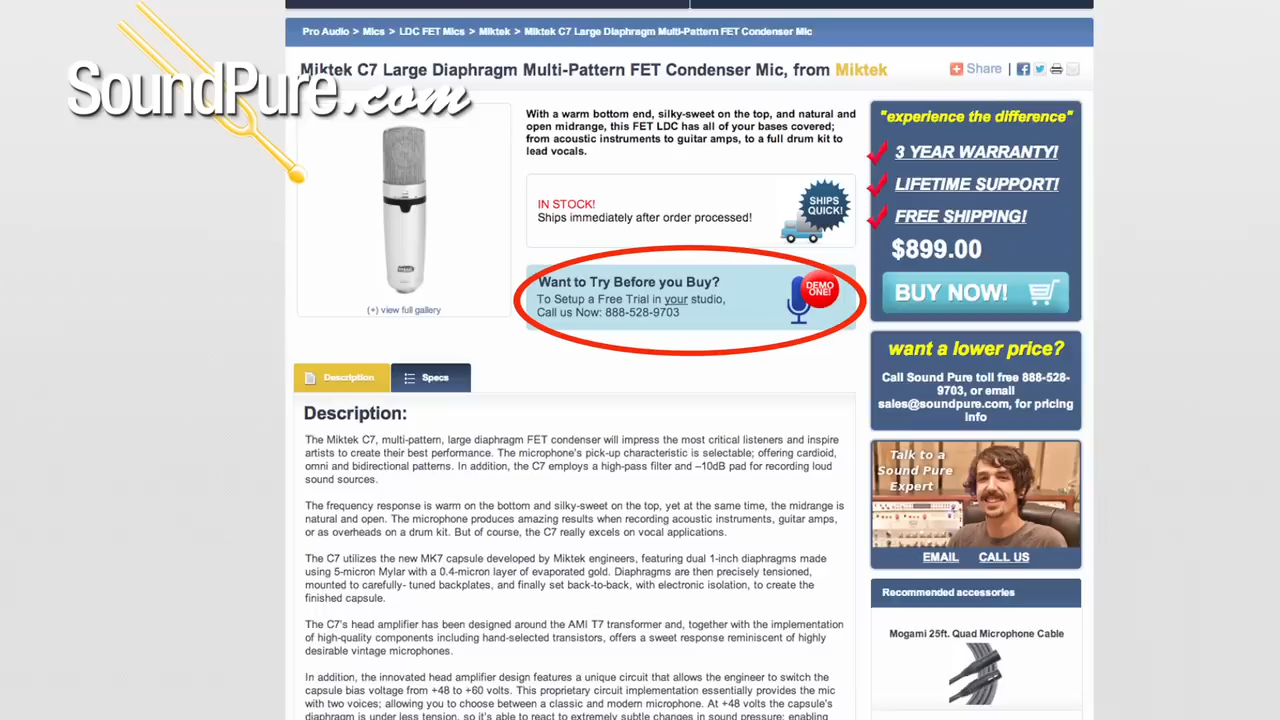 Pro Audio > Mics > LDC FET Mics > Miktek > Miktek C7 Large Diaphragm Multi-Pattern FET Condenser Mic
SoundPure.com
Miktek C7 Large Diaphragm Multi-Pattern FET Condenser Mic, from Miktek
Share |
With a warm bottom end, silky-sweet on the top, and natural and
open midrange, this FET LDC has all of your bases covered;
from acoustic instruments to guitar amps, to a full drum kit to
lead vocals.
IN STOCK!
Ships immediately after order processed!
SHIPS
QUICK!
Want to Try Before you Buy?
To Setup a Free Trial in your studio,
Call us Now: 888-528-9703
DEMO
ONE!
(+) view full gallery
"experience the difference"
3 YEAR WARRANTY!
LIFETIME SUPPORT!
FREE SHIPPING!
$899.00
BUY NOW!
want a lower price?
Call Sound Pure toll free 888-528-
9703, or email
sales@soundpure.com, for pricing
info
Talk to a
Sound Pure
Expert
EMAIL CALL US
Recommended accessories
Mogami 25ft. Quad Microphone Cable
Description
Specs
Description:
The Miktek C7, multi-pattern, large diaphragm FET condenser will impress the most critical listeners and inspire
artists to create their best performance. The microphone's pick-up characteristic is selectable; offering cardioid,
omni and bidirectional patterns. In addition, the C7 employs a high-pass filter and –10dB pad for recording loud
sound sources.
The frequency response is warm on the bottom and silky-sweet on the top, yet at the same time, the midrange is
natural and open. The microphone produces amazing results when recording acoustic instruments, guitar amps,
or as overheads on a drum kit. But of course, the C7 really excels on vocal applications.
The C7 utilizes the new MK7 capsule developed by Miktek engineers, featuring dual 1-inch diaphragms made
using 5-micron Mylar with a 0.4-micron layer of evaporated gold. Diaphragms are then precisely tensioned,
mounted to carefully- tuned backplates, and finally set back-to-back, with electronic isolation, to create the
finished capsule.
The C7's head amplifier has been designed around the AMI T7 transformer and, together with the implementation
of high-quality components including hand-selected transistors, offers a sweet response reminiscent of highly
desirable vintage microphones.
In addition, the innovated head amplifier design features a unique circuit that allows the engineer to switch the
capsule bias voltage from +48 to +60 volts. This proprietary circuit implementation essentially provides the mic
with two voices; allowing you to choose between a classic and modern microphone. At +48 volts the capsule's
diaphragm is under less tension, so it's able to react to extremely subtle changes in sound pressure; enabling